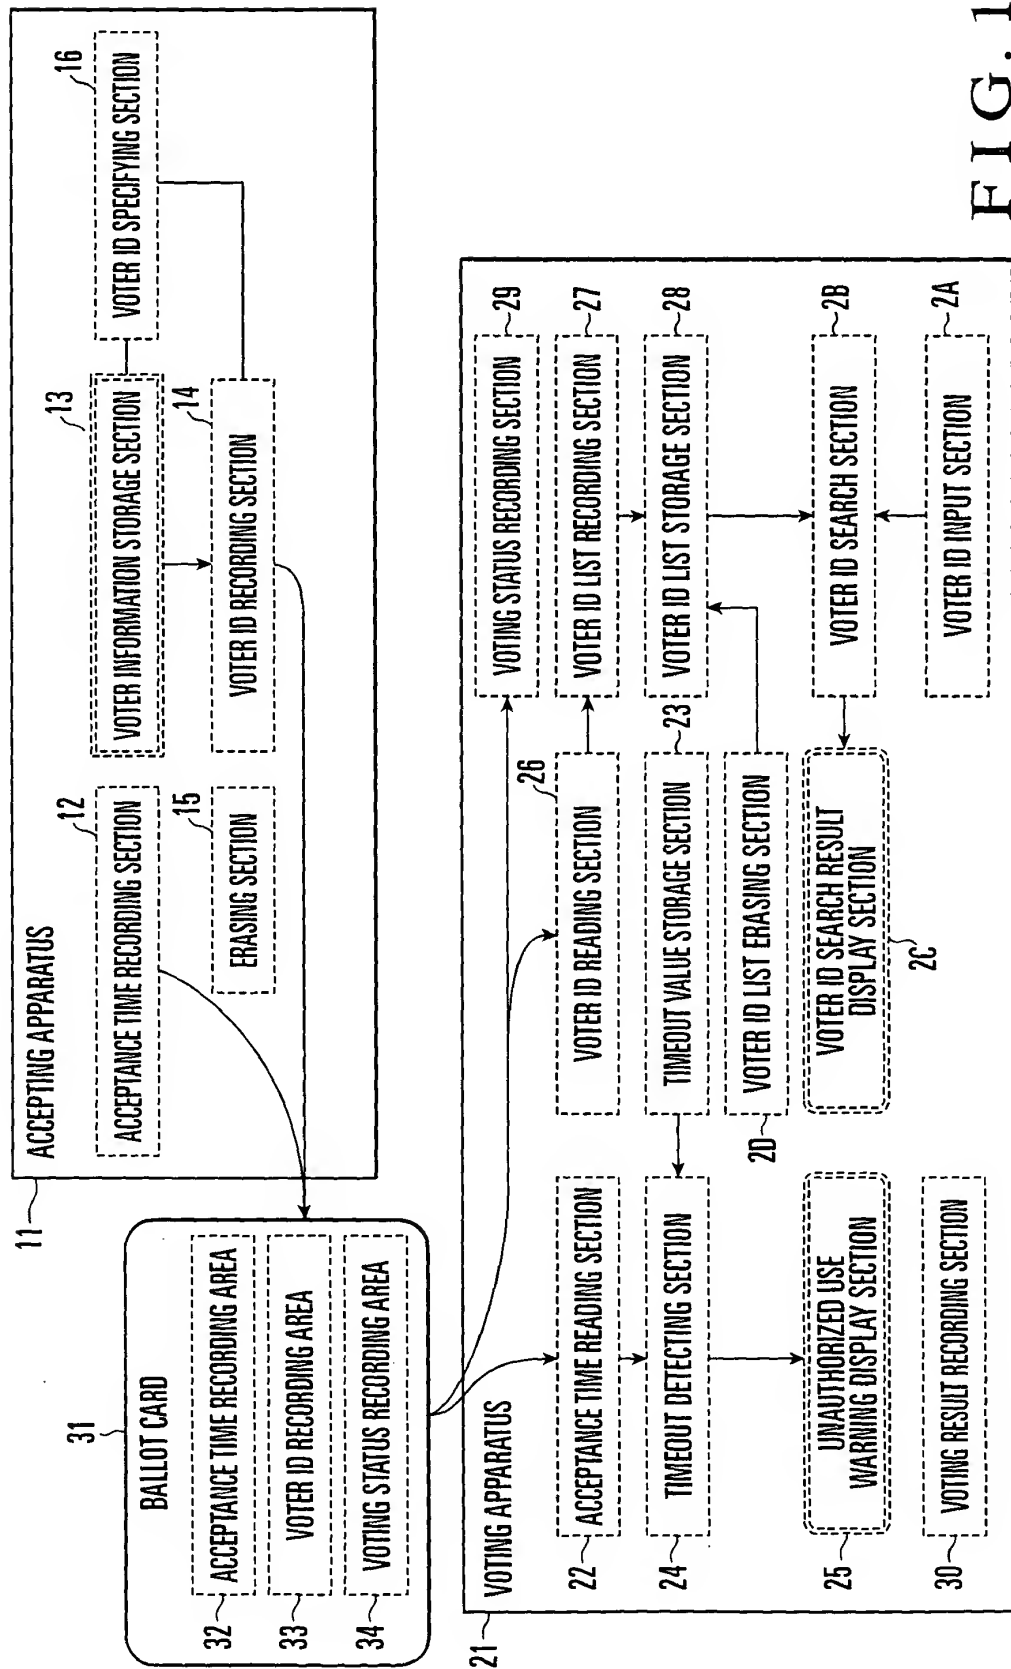 FIG. 1
11
ACCEPTING APPARATUS
12
ACCEPTANCE TIME RECORDING SECTION
13
VOTER INFORMATION STORAGE SECTION
16
VOTER ID SPECIFYING SECTION
15
ERASING SECTION
14
VOTER ID RECORDING SECTION
31
BALLOT CARD
32
ACCEPTANCE TIME RECORDING AREA
33
VOTER ID RECORDING AREA
34
VOTING STATUS RECORDING AREA
21
VOTING APPARATUS
VOTING STATUS RECORDING SECTION
29
22
ACCEPTANCE TIME READING SECTION
26
VOTER ID READING SECTION
VOTER ID LIST RECORDING SECTION
27
24
TIMEOUT DETECTING SECTION
TIMEOUT VALUE STORAGE SECTION
23
VOTER ID LIST STORAGE SECTION
28
2D
VOTER ID LIST ERASING SECTION
25
UNAUTHORIZED USE
WARNING DISPLAY SECTION
VOTER ID SEARCH RESULT
DISPLAY SECTION
2C
VOTER ID SEARCH SECTION
2B
30
VOTING RESULT RECORDING SECTION
VOTER ID INPUT SECTION
2A